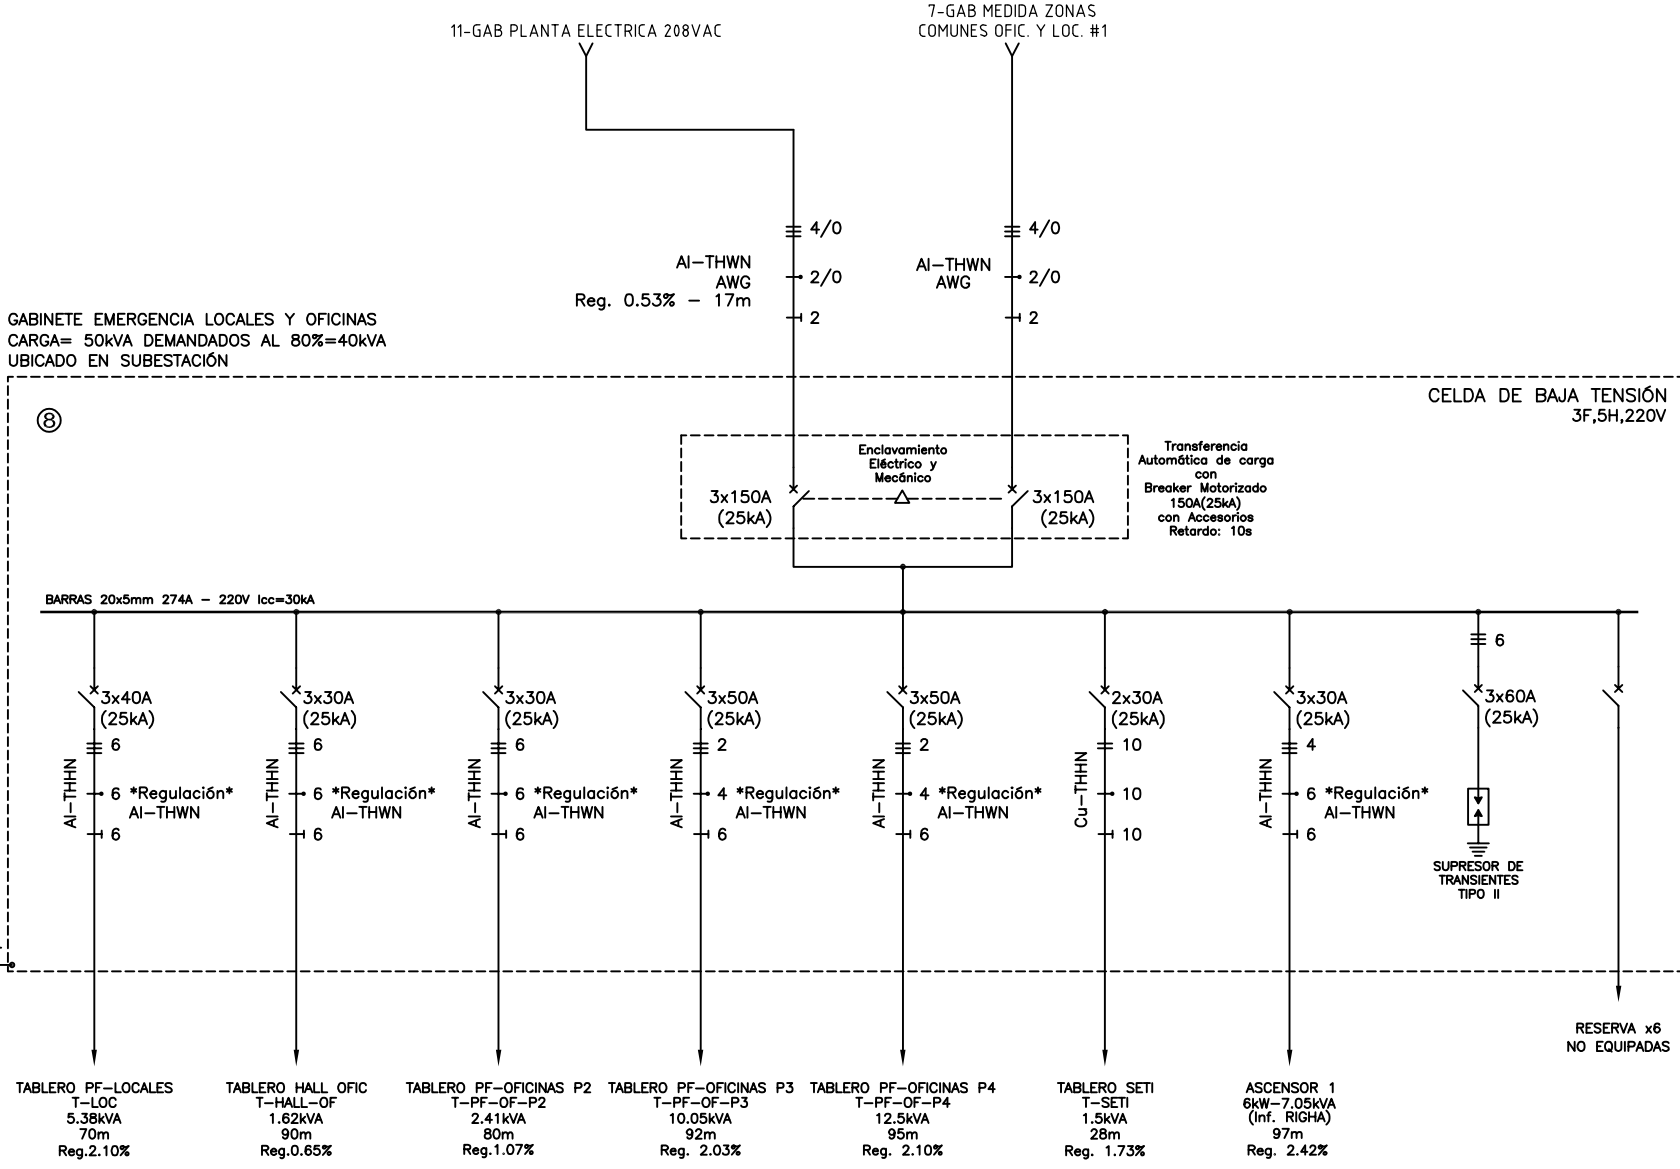 11-GAB PLANTA ELECTRICA 208VAC
7-GAB MEDIDA ZONAS
COMUNES OFIC. Y LOC. #1
4/0
Al-THWN
AWG
2/0
Reg. 0.53% - 17m
2
4/0
Al-THWN
AWG
2/0
2
GABINETE EMERGENCIA LOCALES Y OFICINAS
CARGA= 50kVA DEMANDADOS AL 80%=40kVA
UBICADO EN SUBESTACIÓN
8
CELDA DE BAJA TENSIÓN
3F,5H,220V
Enclavamiento
Eléctrico y
Mecánico
3x150A
(25kA)
3x150A
(25kA)
Transferencia
Automática de carga
con
Breaker Motorizado
150A(25kA)
con Accesorios
Retardo: 10s
BARRAS 20x5mm 274A - 220V Icc=30kA
3x40A
(25kA)
6
Al-THHN
6 *Regulación*
Al-THWN
6
3x30A
(25kA)
6
Al-THHN
6 *Regulación*
Al-THWN
6
3x30A
(25kA)
6
Al-THHN
6 *Regulación*
Al-THWN
6
3x50A
(25kA)
2
Al-THHN
4 *Regulación*
Al-THWN
6
3x50A
(25kA)
2
Al-THHN
4 *Regulación*
Al-THWN
6
2x30A
(25kA)
10
Cu-THHN
10
10
3x30A
(25kA)
4
Al-THHN
6 *Regulación*
Al-THWN
6
6
3x60A
(25kA)
SUPRESOR DE
TRANSIENTES
TIPO II
RESERVA x6
NO EQUIPADAS
TABLERO PF-LOCALES
T-LOC
5.38kVA
70m
Reg.2.10%
TABLERO HALL OFIC
T-HALL-OF
1.62kVA
90m
Reg.0.65%
TABLERO PF-OFICINAS P2
T-PF-OF-P2
2.41kVA
80m
Reg.1.07%
TABLERO PF-OFICINAS P3
T-PF-OF-P3
10.05kVA
92m
Reg. 2.03%
TABLERO PF-OFICINAS P4
T-PF-OF-P4
12.5kVA
95m
Reg. 2.10%
TABLERO SETI
T-SETI
1.5kVA
28m
Reg. 1.73%
ASCENSOR 1
6kW-7.05kVA
(Inf. RIGHA)
97m
Reg. 2.42%